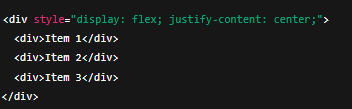 <div style="display: flex; justify-content: center;">
  <div>Item 1</div>
  <div>Item 2</div>
  <div>Item 3</div>
</div>